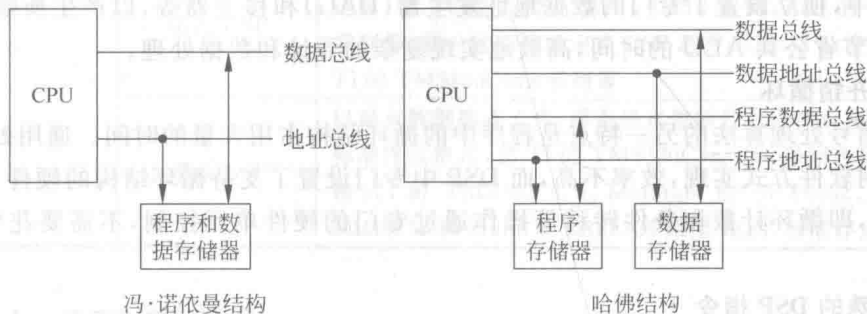 CPU
数据总线
地址总线
程序和数
据存储器
冯·诺依曼结构
CPU
数据总线
数据地址总线
程序数据总线
程序地址总线
程序
存储器
数据
存储器
哈佛结构